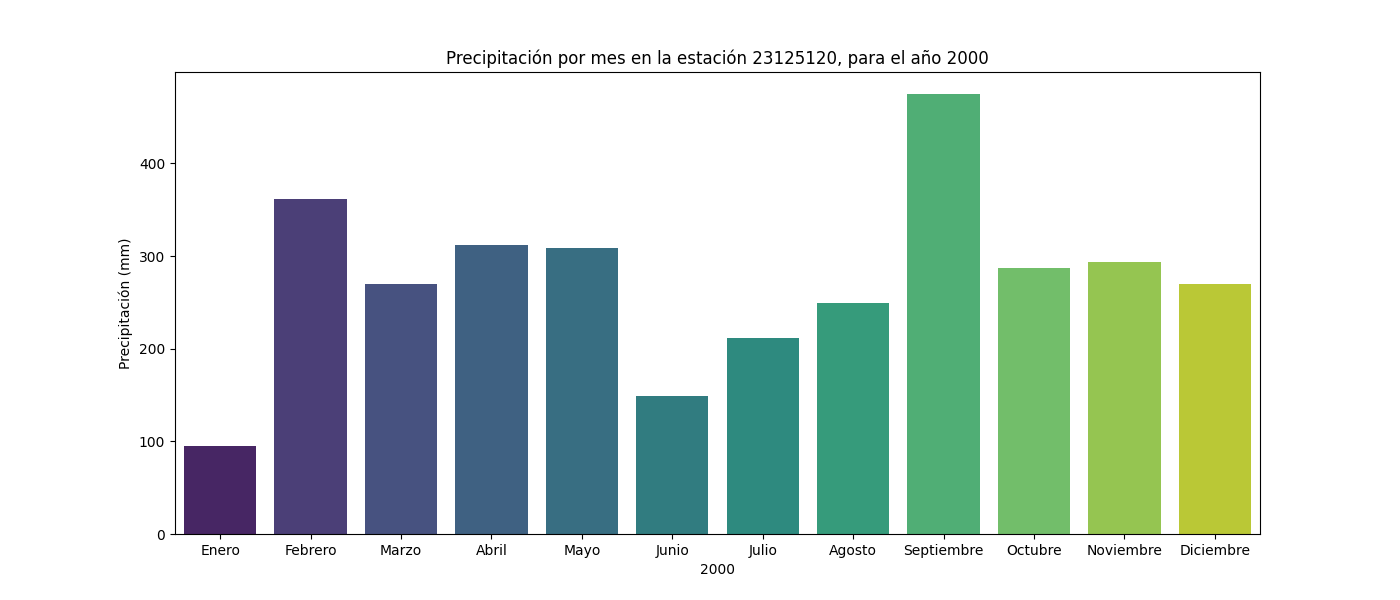 Precipitación por mes en la estación 23125120, para el año 2000
Precipitación (mm)
400
300
200
100
0
Enero Febrero Marzo Abril Mayo Junio Julio Agosto Septiembre Octubre Noviembre Diciembre
2000